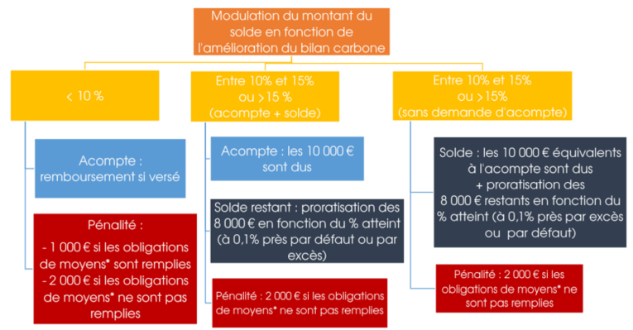 Modulation du montant du
solde en fonction de
l'amélioration du bilan carbone
< 10 %
Acompte :
remboursement si versé
Pénalité :
- 1 000 € si les obligations
de moyens* sont remplies
- 2 000 € si les obligations
de moyens* ne sont pas
remplies
Entre 10% et 15%
ou >15 %
(acompte + solde)
Acompte : les 10 000 €
sont dus
Solde restant : proratisation des
8 000 € en fonction du % atteint
(à 0,1% près par défaut ou par
excès)
Pénalité : 2 000 € si les obligations
de moyens* ne sont pas remplies
Entre 10% et 15%
ou >15%
(sans demande d'acompte)
Solde : les 10 000 € équivalents
à l'acompte sont dus
+ proratisation des
8 000 € restants en fonction du
% atteint (à 0,1% près par excès
ou par défaut)
Pénalité : 2 000 € si les
obligations de moyens* ne
sont pas remplies